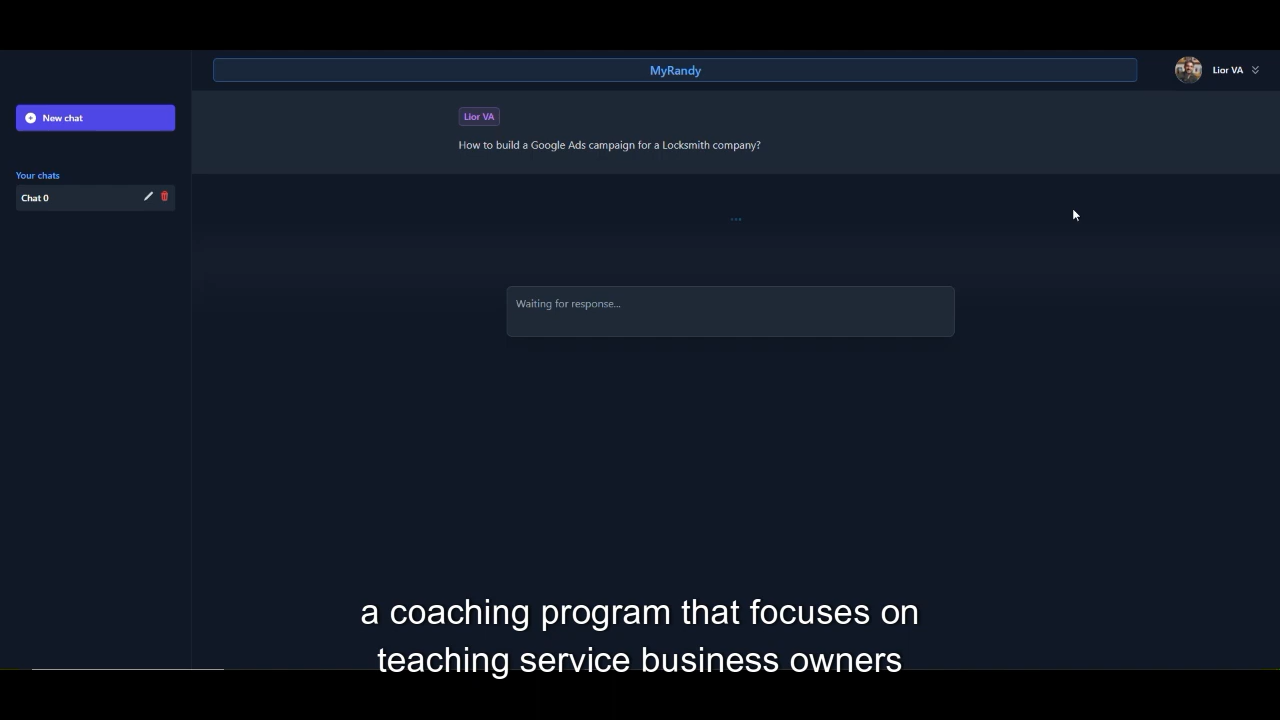 MyRandy
Lior VA
New chat
Lior VA
How to build a Google Ads campaign for a Locksmith company?
Your chats
Chat 0
...
Waiting for response...
a coaching program that focuses on
teaching service business owners